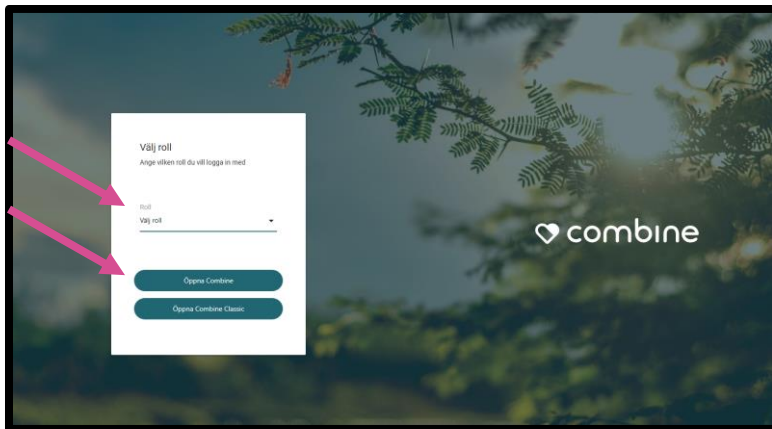 Välj roll
Ange vilken roll du vill logga in med
Roll
Välj roll
Öppna Combine
Öppna Combine Classic
combine